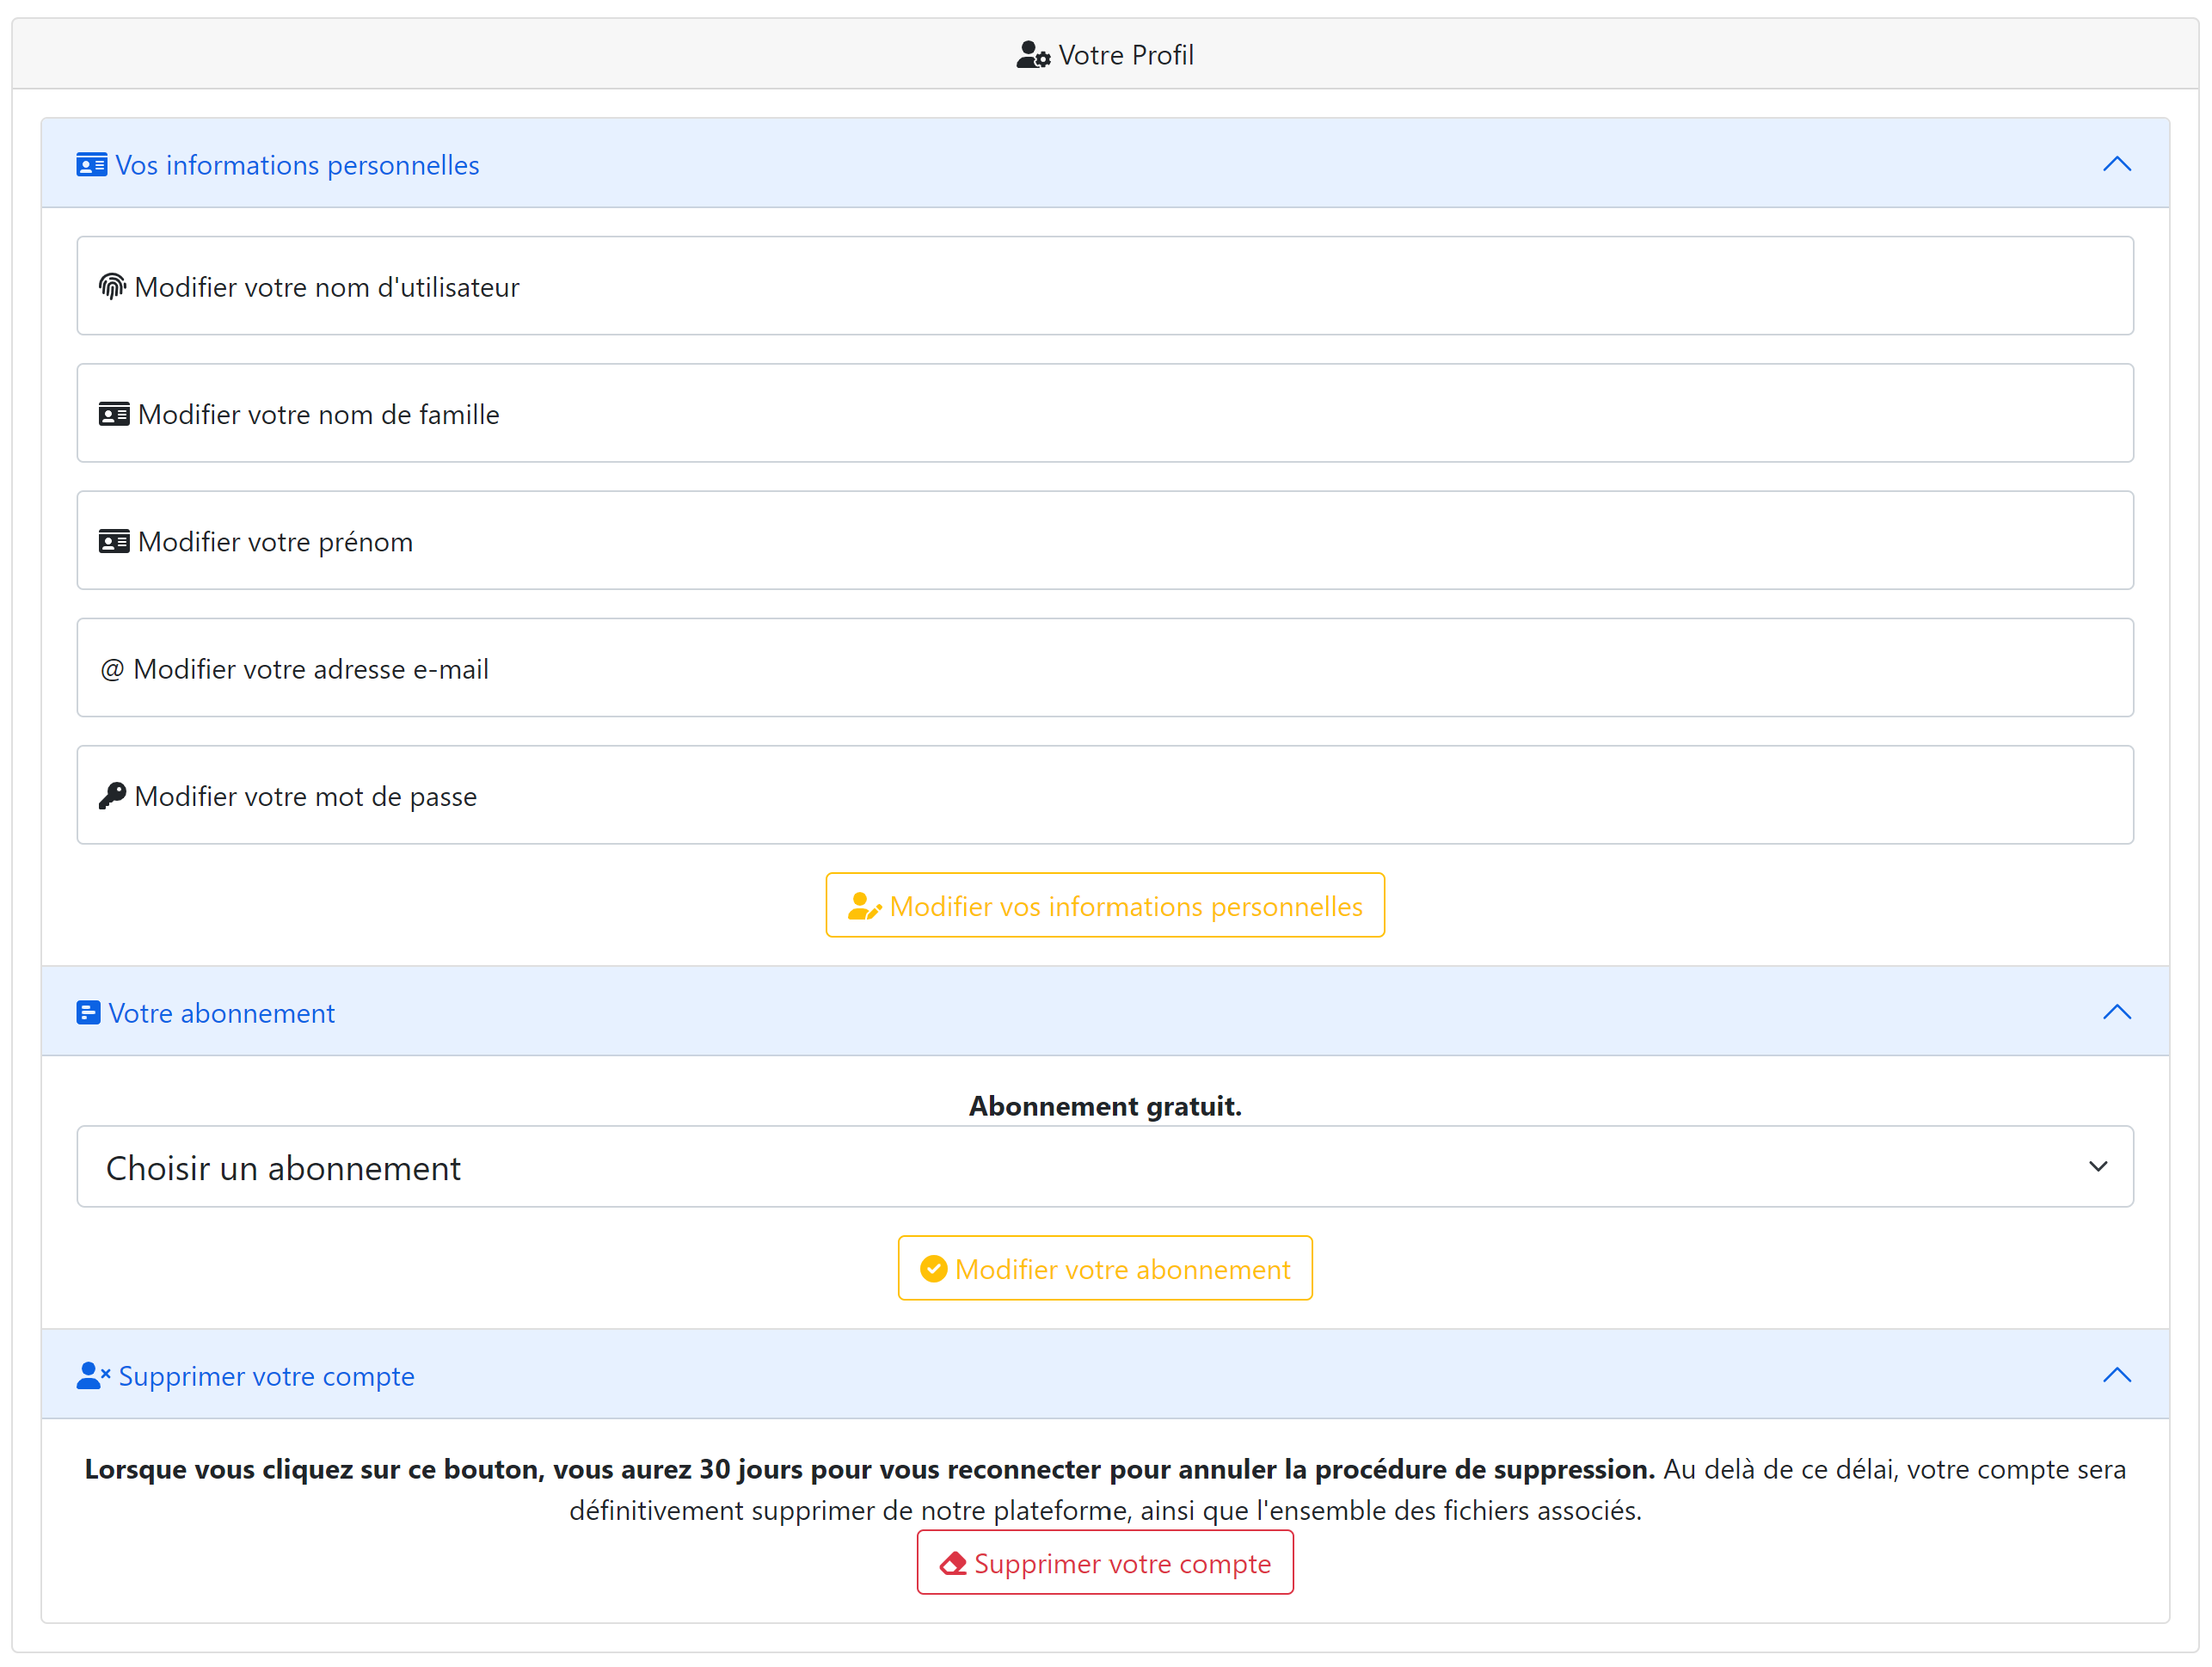 Votre Profil
Vos informations personnelles
Modifier votre nom d'utilisateur
Modifier votre nom de famille
Modifier votre prénom
@ Modifier votre adresse e-mail
Modifier votre mot de passe
Modifier vos informations personnelles
Votre abonnement
Abonnement gratuit.
Choisir un abonnement
Modifier votre abonnement
Supprimer votre compte
Lorsque vous cliquez sur ce bouton, vous aurez 30 jours pour vous reconnecter pour annuler la procédure de suppression. Au delà de ce délai, votre compte sera
définitivement supprimer de notre plateforme, ainsi que l'ensemble des fichiers associés.
Supprimer votre compte